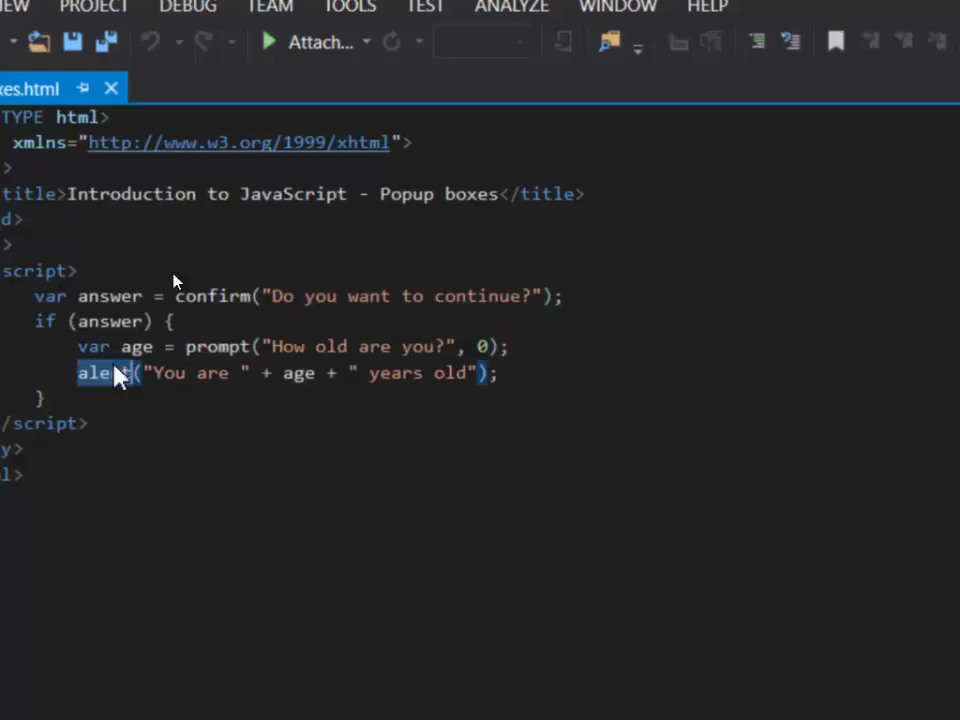 IEW PROJECT DEBUG TEAM TOOLS TEST ANALYZE WINDOW HELP
Attach...
xes.html
TYPE html>
xmlns="http://www.w3.org/1999/xhtml">
>
title>Introduction to JavaScript - Popup boxes</title>
d>
>
script>
var answer = confirm("Do you want to continue?");
if (answer) {
var age = prompt("How old are you?", 0);
alert("You are " + age + " years old");
}
/script>
y>
l>